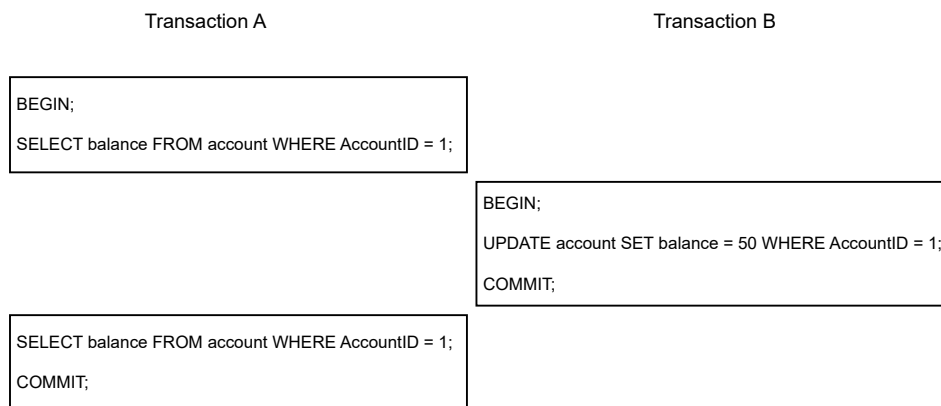 Transaction A
Transaction B
BEGIN;
SELECT balance FROM account WHERE AccountID = 1;
BEGIN;
UPDATE account SET balance = 50 WHERE AccountID = 1;
COMMIT;
SELECT balance FROM account WHERE AccountID = 1;
COMMIT;